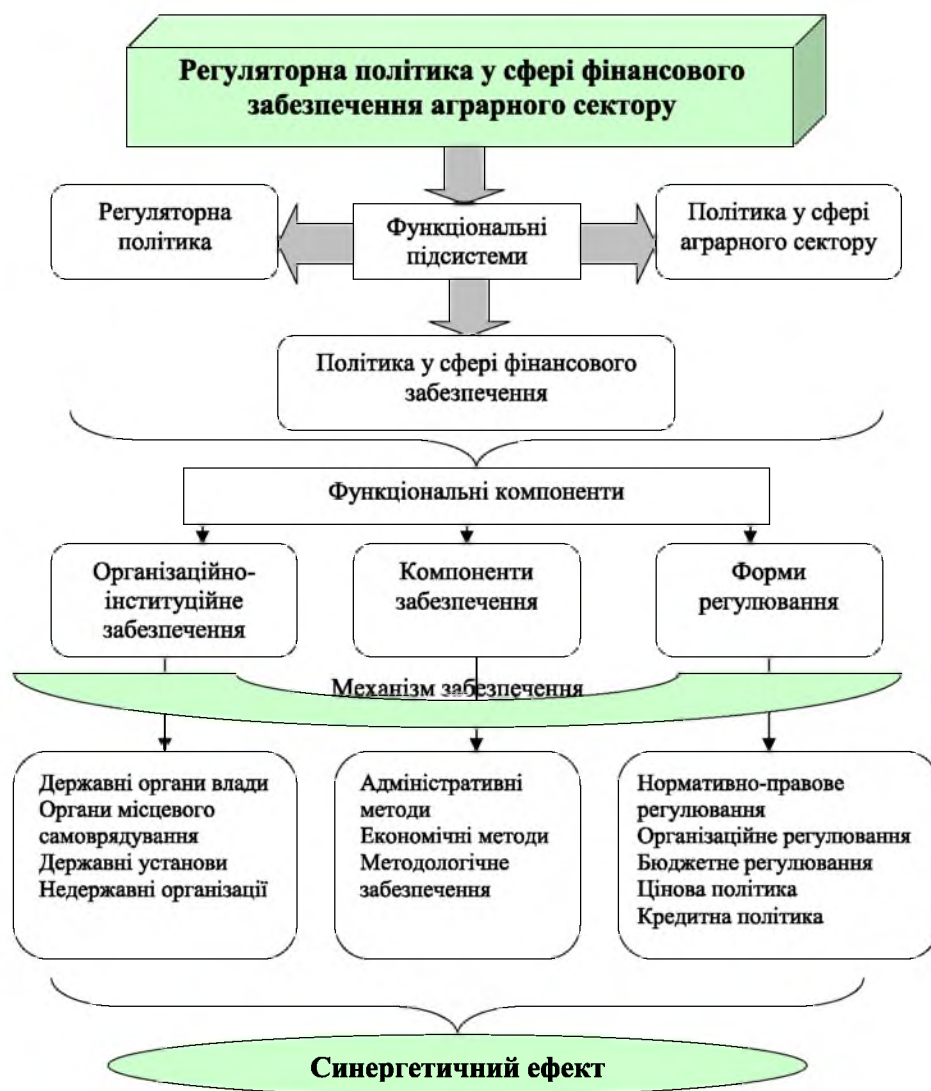 Регуляторна політика у сфері фінансового
забезпечення аграрного сектору
Регуляторна
політика
Функціональні
підсистеми
Політика у сфері
аграрного сектору
Політика у сфері фінансового
забезпечення
Функціональні компоненти
Організаційно-
інституційне
забезпечення
Компоненти
забезпечення
Форми
регулювання
Механізм забезпечення
Державні органи влади
Органи місцевого
самоврядування
Державні установи
Недержавні організації
Адміністративні
методи
Економічні методи
Методологічне
забезпечення
Нормативно-правове
регулювання
Організаційне регулювання
Бюджетне регулювання
Цінова політика
Кредитна політика
Синергетичний ефект